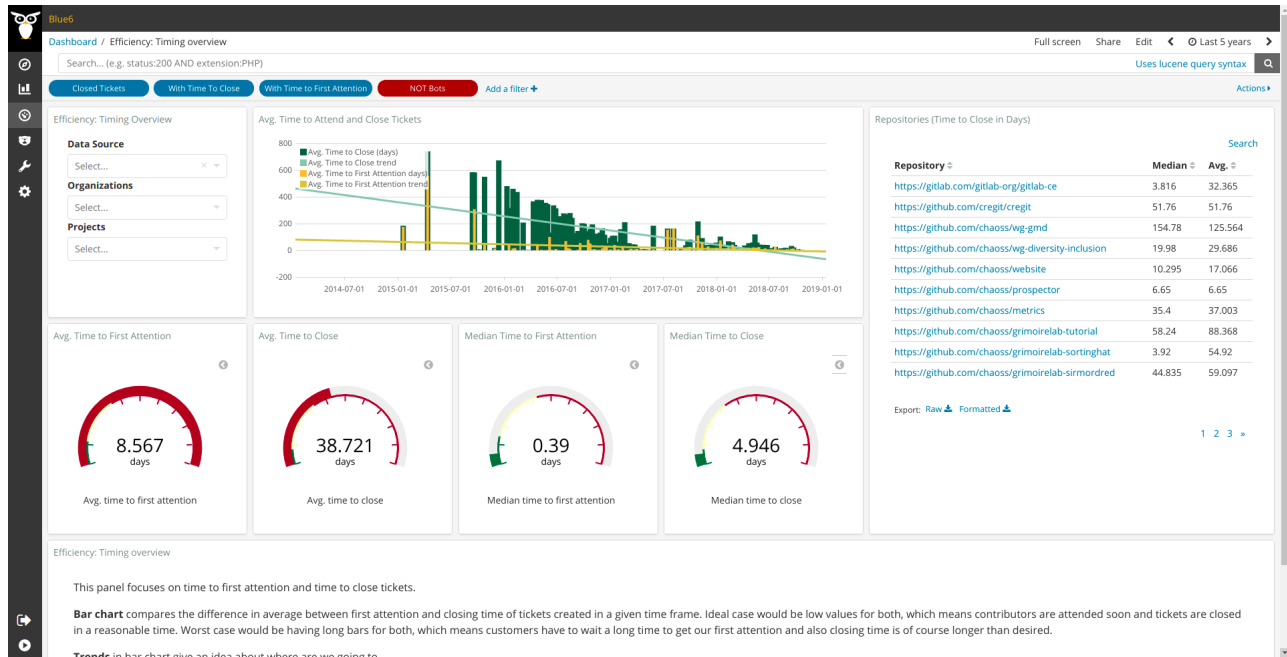 Blue6
Dashboard / Efficiency: Timing overview
Full screen Share Edit Last 5 years
Search... (e.g. status:200 AND extension:PHP)
Uses lucene query syntax
Closed Tickets With Time To Close With Time to First Attention NOT Bots Add a filter
Actions
Efficiency: Timing Overview
Data Source
Select...
Organizations
Select...
Projects
Select...
Avg. Time to Attend and Close Tickets
Avg. Time to Close (days)
Avg. Time to Close trend
Avg. Time to First Attention days)
Avg. Time to First Attention trend
800
600
400
200
0
-200
2014-07-01 2015-01-01 2015-07-01 2016-01-01 2016-07-01 2017-01-01 2017-07-01 2018-01-01 2018-07-01 2019-01-01
Repositories (Time to Close in Days)
Search
Repository Median Avg.
https://gitlab.com/gitlab-org/gitlab-ce 3.816 32.365
https://github.com/cregit/cregit 51.76 51.76
https://github.com/chaoss/wg-gmd 154.78 125.564
https://github.com/chaoss/wg-diversity-inclusion 19.98 29.686
https://github.com/chaoss/website 10.295 17.066
https://github.com/chaoss/prospector 6.65 6.65
https://github.com/chaoss/metrics 35.4 37.003
https://github.com/chaoss/grimoirelab-tutorial 58.24 88.368
https://github.com/chaoss/grimoirelab-sortinghat 3.92 54.92
https://github.com/chaoss/grimoirelab-sirmordred 44.835 59.097
Export: Raw Formatted
1 2 3 »
Avg. Time to First Attention
8.567
days
Avg. time to first attention
Avg. Time to Close
38.721
days
Avg. time to close
Median Time to First Attention
0.39
days
Median time to first attention
Median Time to Close
4.946
days
Median time to close
Efficiency: Timing overview
This panel focuses on time to first attention and time to close tickets.
Bar chart compares the difference in average between first attention and closing time of tickets created in a given time frame. Ideal case would be low values for both, which means contributors are attended soon and tickets are closed
in a reasonable time. Worst case would be having long bars for both, which means customers have to wait a long time to get our first attention and also closing time is of course longer than desired.
Trends in bar chart give an idea about where are we going to